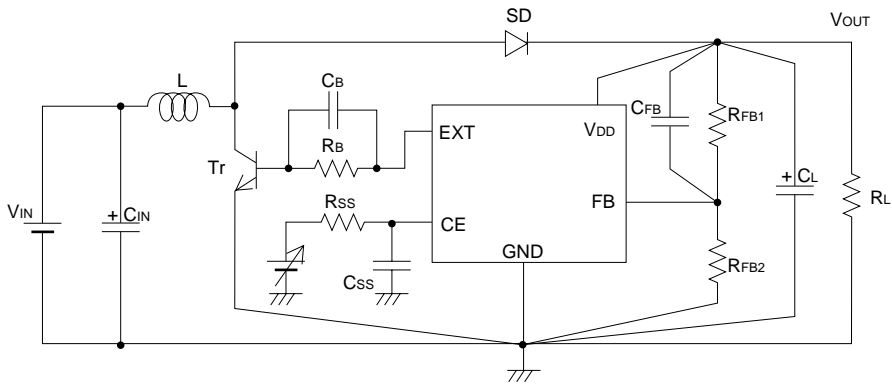 SD
VOUT
L
CB
CFB
RFB1
EXT
VDD
Tr
RB
VIN
+ CIN
RSS
FB
+ CL
RL
CE
GND
CSS
RFB2